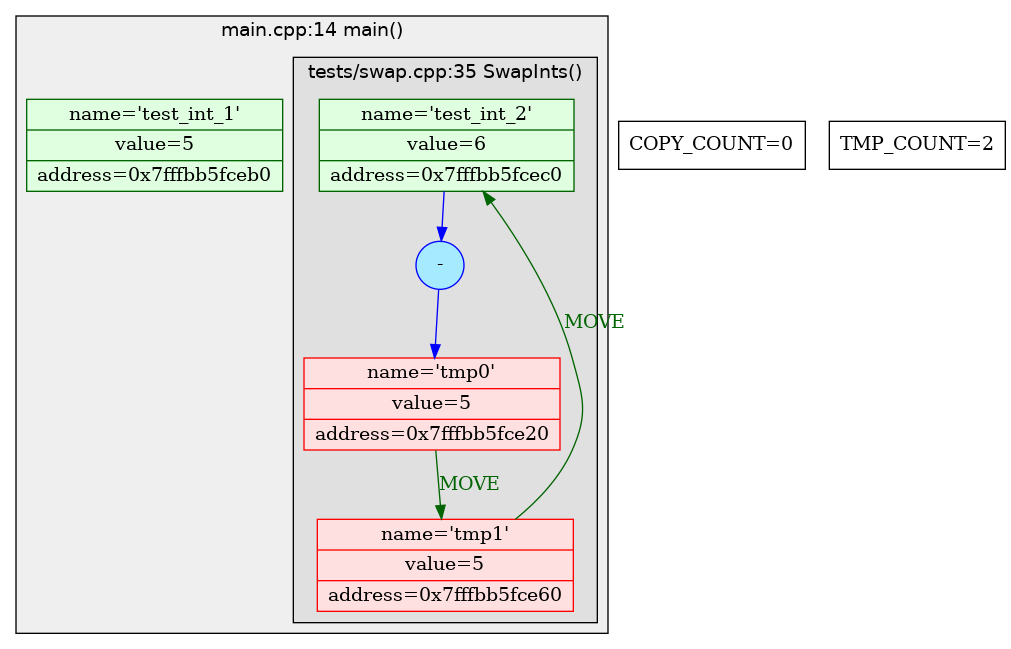 main.cpp:14 main()
tests/swap.cpp:35 SwapInts()
name='test_int_1'
value=5
address=0x7fffbb5fceb0
name='test_int_2'
value=6
address=0x7fffbb5fcec0
COPY_COUNT=0
TMP_COUNT=2
-
MOVE
name='tmp0'
value=5
address=0x7fffbb5fce20
MOVE
name='tmp1'
value=5
address=0x7fffbb5fce60